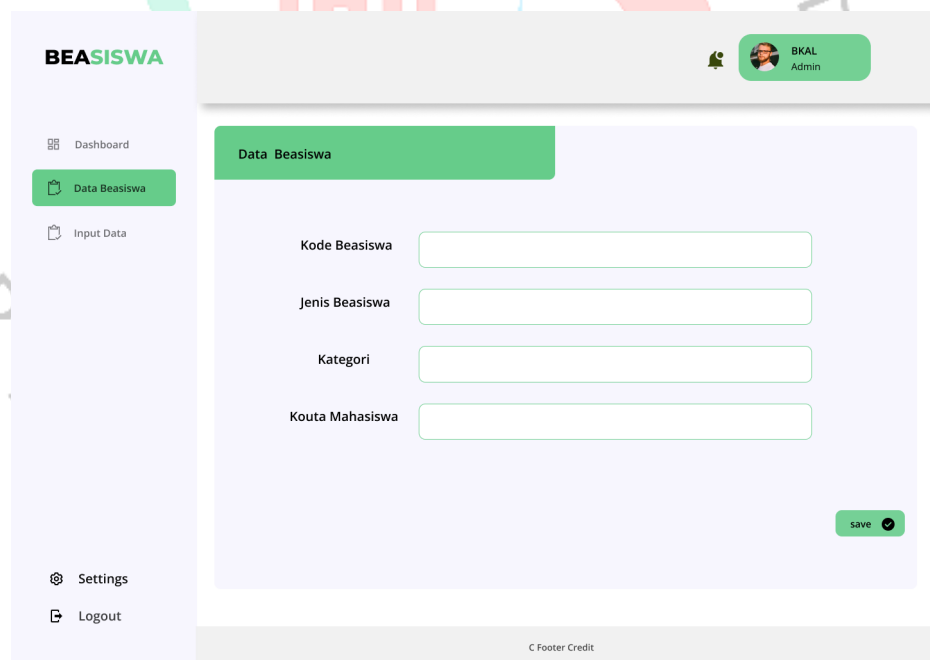 BEASISWA
BKAL
Admin
Dashboard
Data Beasiswa
Input Data
Settings
Logout
Data Beasiswa
Kode Beasiswa
Jenis Beasiswa
Kategori
Kouta Mahasiswa
save
C Footer Credit